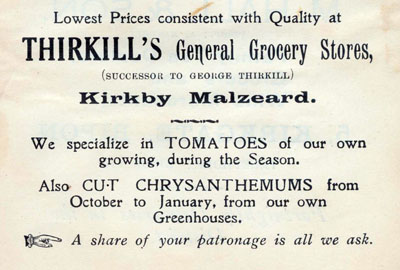 Lowest Prices consistent with Quality at
THIRKILL'S General Grocery Stores,
(SUCCESSOR TO GEORGE THIRKILL)
Kirkby Malzeard.
We specialize in TOMATOES of our own
growing, during the Season.
Also CUT CHRYSANTHEMUMS from
October to January, from our own
Greenhouses.
A share of your patronage is all we ask.